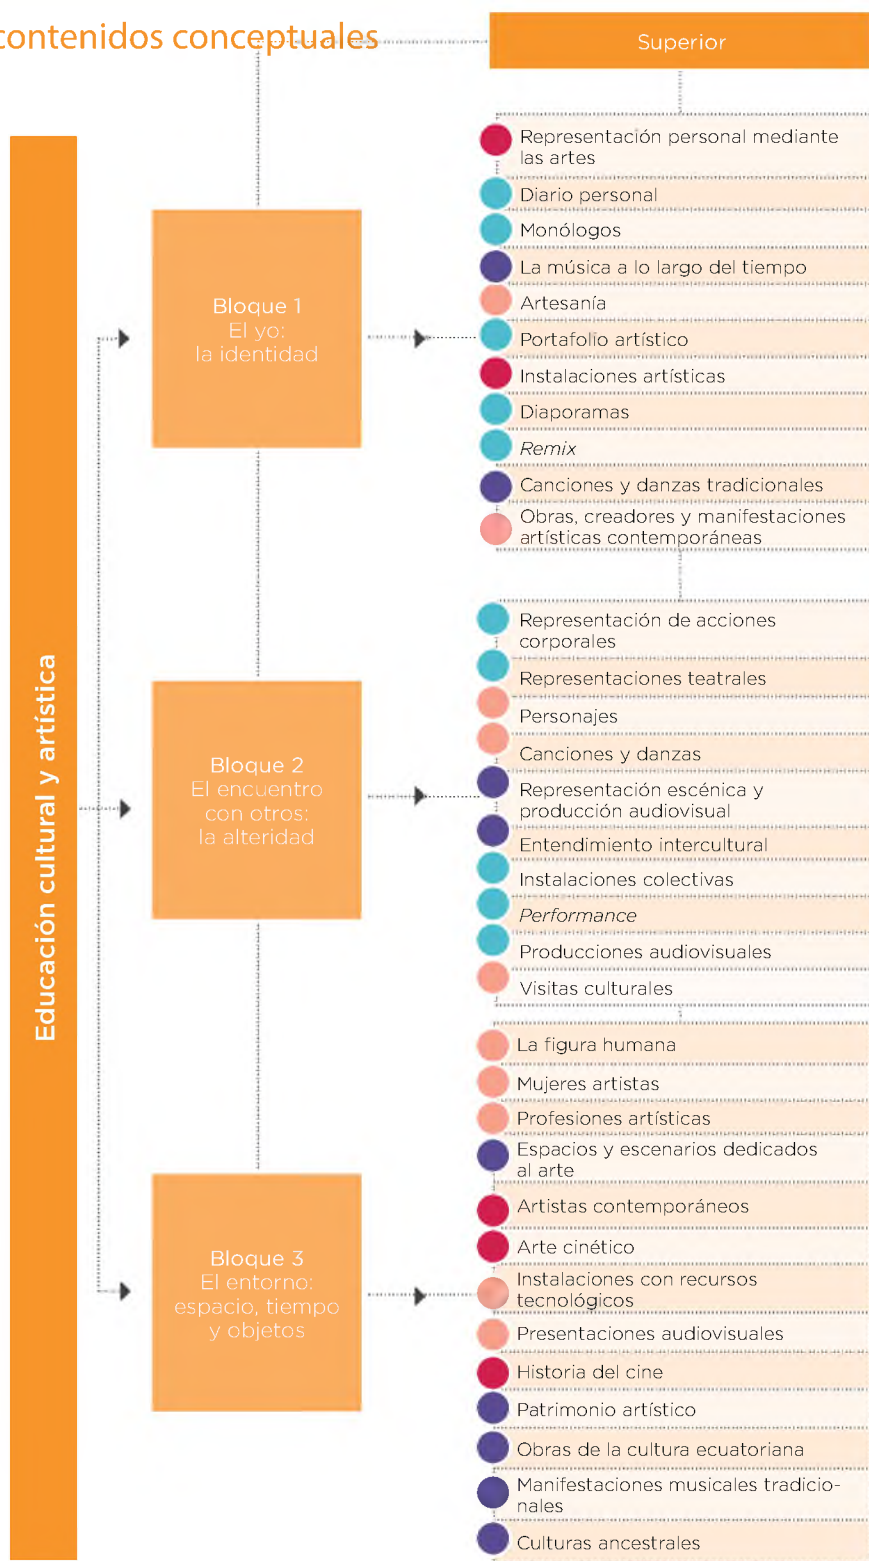 contenidos conceptuales
Superior
Educación cultural y artística
Bloque 1
El yo:
la identidad
Representación personal mediante
las artes
Diario personal
Monólogos
La música a lo largo del tiempo
Artesanía
Portafolio artístico
Instalaciones artísticas
Diaporamas
Remix
Canciones y danzas tradicionales
Obras, creadores y manifestaciones
artísticas contemporáneas
Bloque 2
El encuentro
con otros:
la alteridad
Representación de acciones
corporales
Representaciones teatrales
Personajes
Canciones y danzas
Representación escénica y
producción audiovisual
Entendimiento intercultural
Instalaciones colectivas
Performance
Producciones audiovisuales
Visitas culturales
Bloque 3
El entorno:
espacio, tiempo
y objetos
La figura humana
Mujeres artistas
Profesiones artísticas
Espacios y escenarios dedicados
al arte
Artistas contemporáneos
Arte cinético
Instalaciones con recursos
tecnológicos
Presentaciones audiovisuales
Historia del cine
Patrimonio artístico
Obras de la cultura ecuatoriana
Manifestaciones musicales tradicio-
nales
Culturas ancestrales